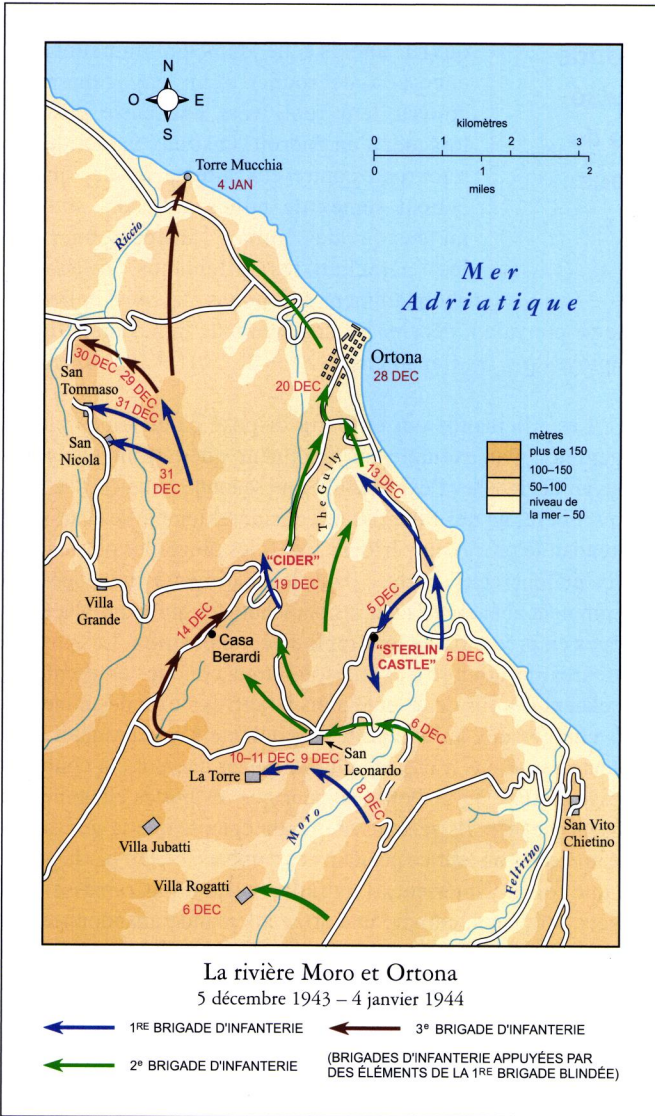 N
O
E
S
kilomètres
0 1 2 3
0 1 2
miles
Torre Mucchia
4 JAN
Riccio
Mer
Adriatique
Ortona
28 DEC
20 DEC
30 DEC
29 DEC
San
Tommaso
31 DEC
San
Nicola
31
DEC
mètres
plus de 150
100–150
50–100
niveau de
la mer – 50
The Gully
13 DEC
"CIDER"
19 DEC
Villa
Grande
14 DEC
Casa
Berardi
5 DEC
"STERLIN
CASTLE"
5 DEC
6 DEC
10–11 DEC
9 DEC
San
Leonardo
La Torre
8 DEC
Moro
San Vito
Chietino
Feltrino
Villa Jubatti
Villa Rogatti
6 DEC
La rivière Moro et Ortona
5 décembre 1943 – 4 janvier 1944
1RE BRIGADE D'INFANTERIE
3e BRIGADE D'INFANTERIE
2e BRIGADE D'INFANTERIE
(BRIGADES D'INFANTERIE APPUYÉES PAR
DES ÉLÉMENTS DE LA 1RE BRIGADE BLINDÉE)